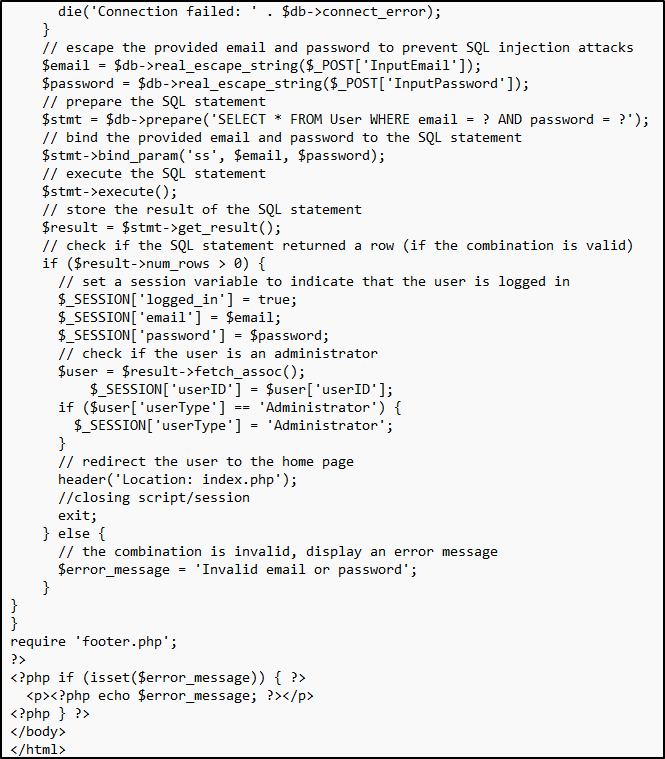 die('Connection failed: ' . $db->connect_error);
    }
    // escape the provided email and password to prevent SQL injection attacks
    $email = $db->real_escape_string($_POST['InputEmail']);
    $password = $db->real_escape_string($_POST['InputPassword']);
    // prepare the SQL statement
    $stmt = $db->prepare('SELECT * FROM User WHERE email = ? AND password = ?');
    // bind the provided email and password to the SQL statement
    $stmt->bind_param('ss', $email, $password);
    // execute the SQL statement
    $stmt->execute();
    // store the result of the SQL statement
    $result = $stmt->get_result();
    // check if the SQL statement returned a row (if the combination is valid)
    if ($result->num_rows > 0) {
      // set a session variable to indicate that the user is logged in
      $_SESSION['logged_in'] = true;
      $_SESSION['email'] = $email;
      $_SESSION['password'] = $password;
      // check if the user is an administrator
      $user = $result->fetch_assoc();
          $_SESSION['userID'] = $user['userID'];
      if ($user['userType'] == 'Administrator') {
        $_SESSION['userType'] = 'Administrator';
      }
      // redirect the user to the home page
      header('Location: index.php');
      //closing script/session
      exit;
    } else {
      // the combination is invalid, display an error message
      $error_message = 'Invalid email or password';
    }
}
}
require 'footer.php';
?>
<?php if (isset($error_message)) { ?>
  <p><?php echo $error_message; ?></p>
<?php } ?>
</body>
</html>